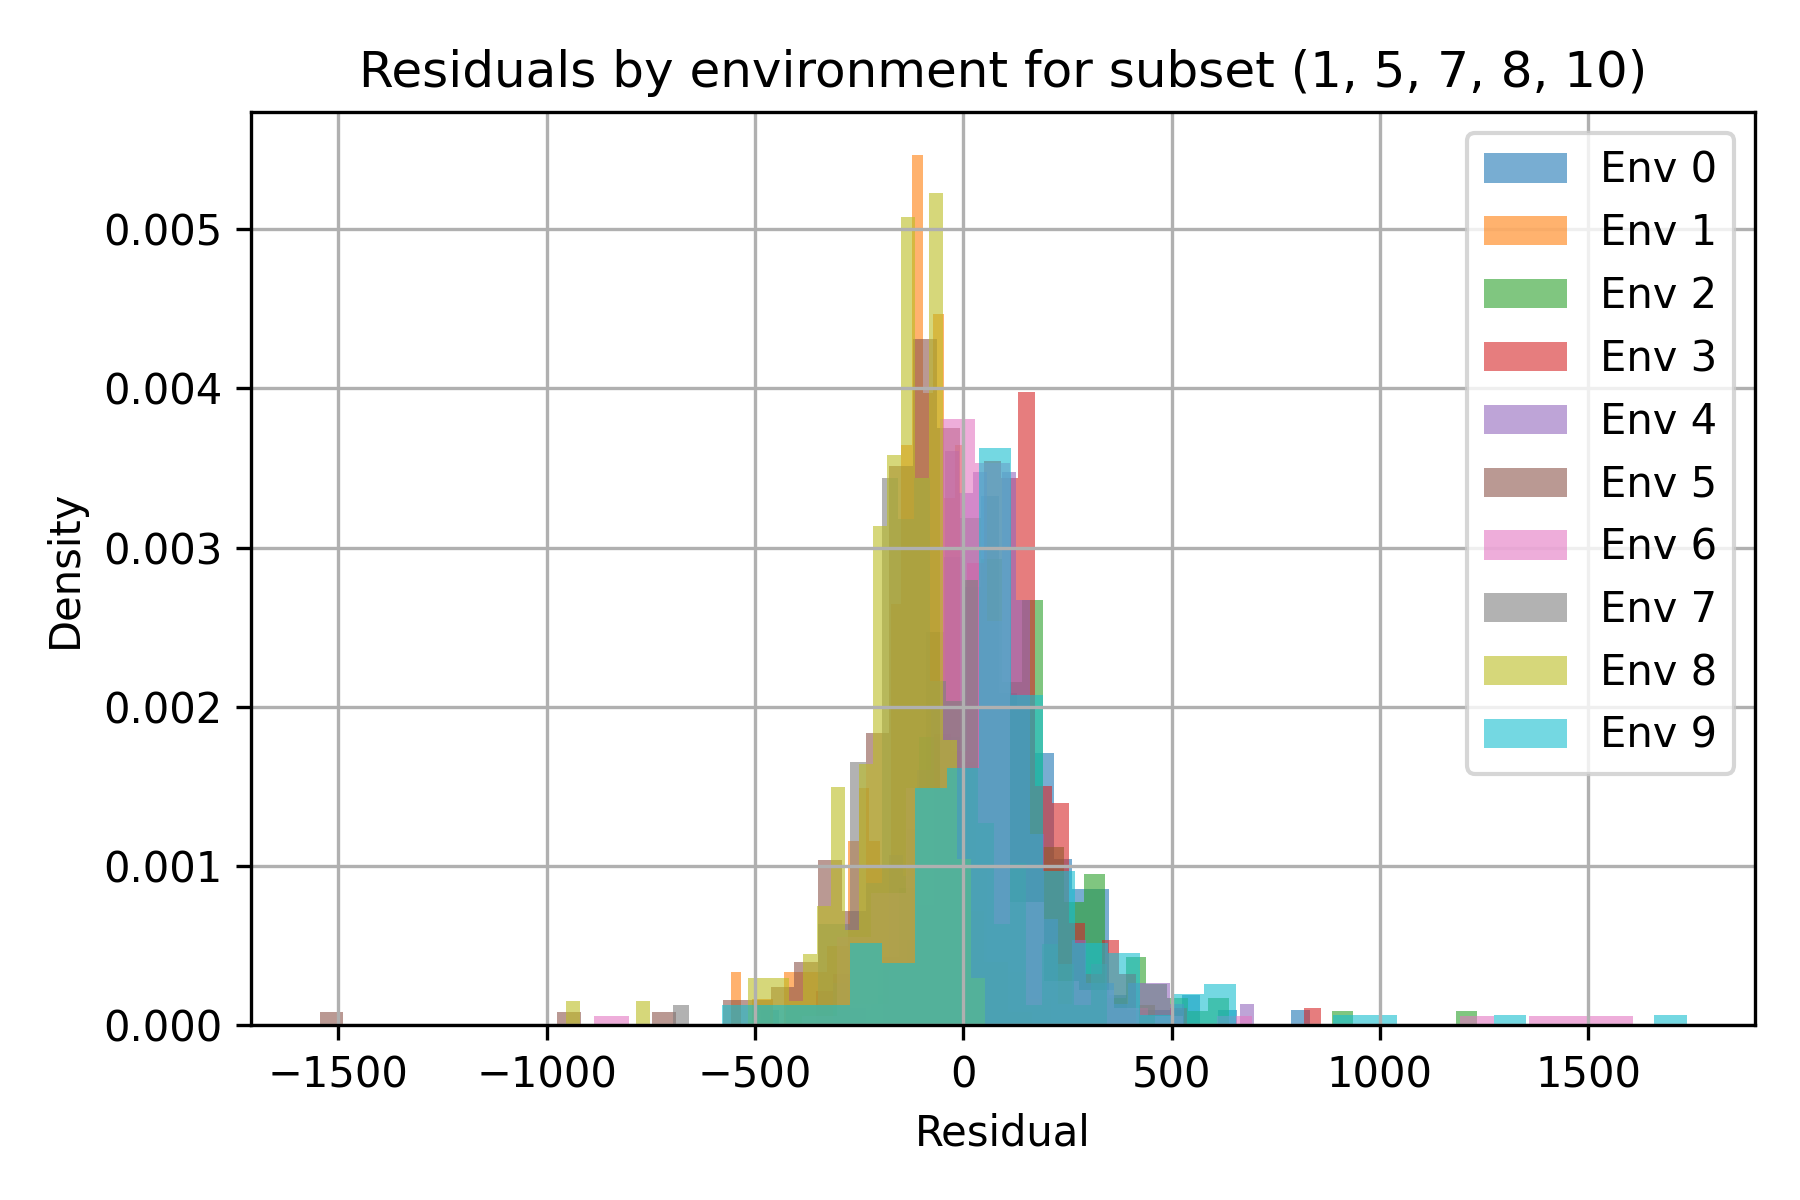 Residuals by environment for subset (1, 5, 7, 8, 10)
Env 0
Env 1
Env 2
Env 3
Env 4
Env 5
Env 6
Env 7
Env 8
Env 9
0.005
0.004
0.003
0.002
0.001
0.000
Density
−1500 −1000 −500 0 500 1000 1500
Residual